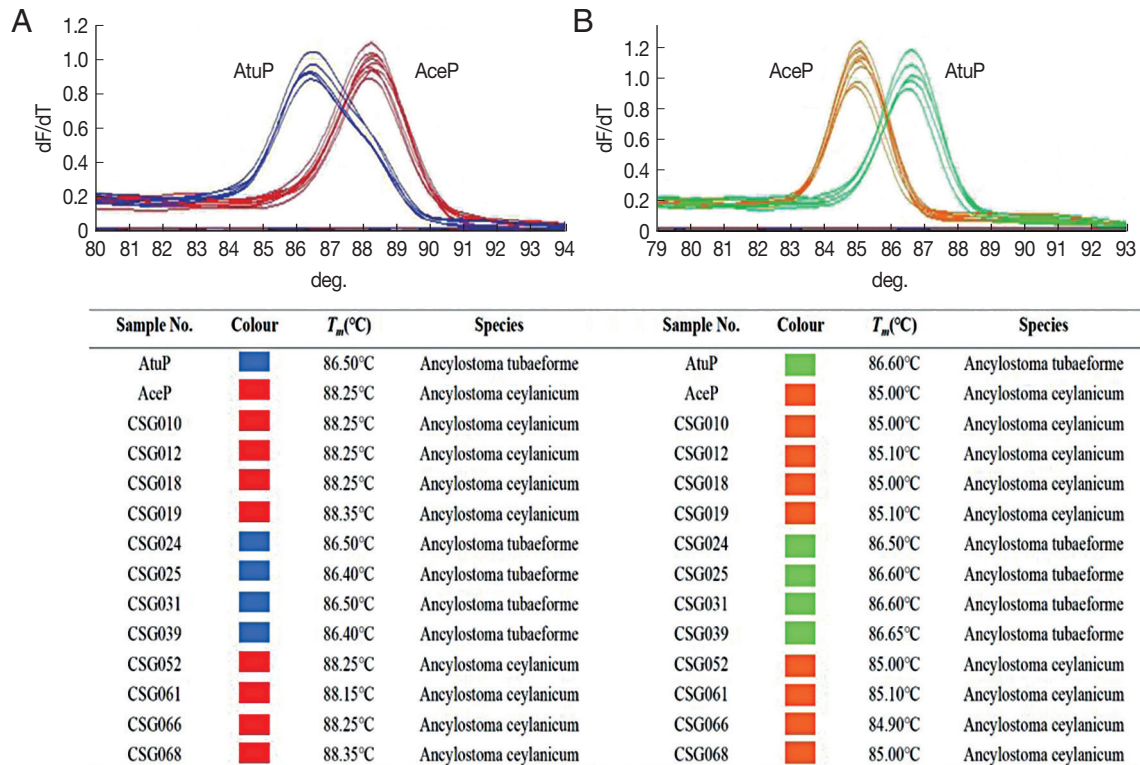 A
1.2
1.0
0.8
0.6
0.4
0.2
0
dF/dT
AtuP
AceP
80 81 82 83 84 85 86 87 88 89 90 91 92 93 94
deg.
B
1.2
1.0
0.8
0.6
0.4
0.2
0
dF/dT
AceP
AtuP
79 80 81 82 83 84 85 86 87 88 89 90 91 92 93
deg.
Sample No. Colour Tm(°C) Species Sample No. Colour Tm(°C) Species
AtuP 86.50°C Ancylostoma tubaeforme AtuP 86.60°C Ancylostoma tubaeforme
AceP 88.25°C Ancylostoma ceylanicum AceP 85.00°C Ancylostoma ceylanicum
CSG010 88.25°C Ancylostoma ceylanicum CSG010 85.00°C Ancylostoma ceylanicum
CSG012 88.25°C Ancylostoma ceylanicum CSG012 85.10°C Ancylostoma ceylanicum
CSG018 88.25°C Ancylostoma ceylanicum CSG018 85.00°C Ancylostoma ceylanicum
CSG019 88.35°C Ancylostoma ceylanicum CSG019 85.10°C Ancylostoma ceylanicum
CSG024 86.50°C Ancylostoma tubaeforme CSG024 86.50°C Ancylostoma tubaeforme
CSG025 86.40°C Ancylostoma tubaeforme CSG025 86.60°C Ancylostoma tubaeforme
CSG031 86.50°C Ancylostoma tubaeforme CSG031 86.60°C Ancylostoma tubaeforme
CSG039 86.40°C Ancylostoma tubaeforme CSG039 86.65°C Ancylostoma tubaeforme
CSG052 88.25°C Ancylostoma ceylanicum CSG052 85.00°C Ancylostoma ceylanicum
CSG061 88.15°C Ancylostoma ceylanicum CSG061 85.10°C Ancylostoma ceylanicum
CSG066 88.25°C Ancylostoma ceylanicum CSG066 84.90°C Ancylostoma ceylanicum
CSG068 88.35°C Ancylostoma ceylanicum CSG068 85.00°C Ancylostoma ceylanicum